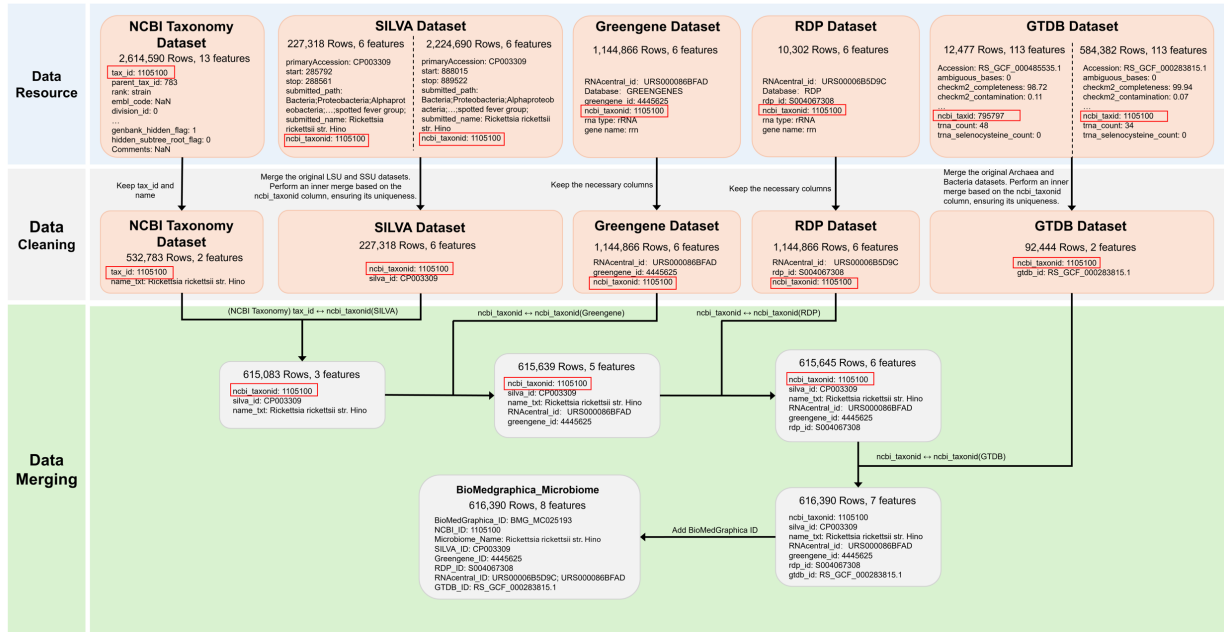 Data
Resource
NCBI Taxonomy
Dataset
2,614,590 Rows, 13 features
tax_id: 1105100
parent_tax_id: 783
rank: strain
embl_code: NaN
division_id: 0
...
genbank_hidden_flag: 1
hidden_subtree_root_flag: 0
Comments: NaN
SILVA Dataset
227,318 Rows, 6 features
primaryAccession: CP003309
start: 285792
stop: 288561
submitted_path:
Bacteria;Proteobacteria;Alphaprot
eobacteria;...;spotted fever group;
submitted_name: Rickettsia
rickettsii str. Hino
ncbi_taxonid: 1105100
2,224,690 Rows, 6 features
primaryAccession: CP003309
start: 888015
stop: 889522
submitted_path:
Bacteria;Proteobacteria;Alphaproteob
acteria;...;spotted fever group;
submitted_name: Rickettsia rickettsii
str. Hino
ncbi_taxonid: 1105100
Greengene Dataset
1,144,866 Rows, 6 features
RNAcentral_id: URS000086BFAD
Database: GREENGENES
greengene_id: 4445625
ncbi_taxonid: 1105100
rna type: rRNA
gene name: rrn
RDP Dataset
10,302 Rows, 6 features
RNAcentral_id: URS00006B5D9C
Database: RDP
rdp_id: S004067308
ncbi_taxonid: 1105100
rna type: rRNA
gene name: rrn
GTDB Dataset
12,477 Rows, 113 features
Accession: RS_GCF_000485535.1
ambiguous_bases: 0
checkm2_completeness: 98.72
checkm2_contamination: 0.11
...
ncbi_taxid: 795797
trna_count: 48
trna_selenocysteine_count: 0
584,382 Rows, 113 features
Accession: RS_GCF_000283815.1
ambiguous_bases: 0
checkm2_completeness: 99.94
checkm2_contamination: 0.07
...
ncbi_taxid: 1105100
trna_count: 34
trna_selenocysteine_count: 0
Keep tax_id and
name
Merge the original LSU and SSU datasets.
Perform an inner merge based on the
ncbi_taxonid column, ensuring its uniqueness.
Keep the necessary columns
Keep the necessary columns
Merge the original Archaea and
Bacteria datasets. Perform an inner
merge based on the ncbi_taxonid
column, ensuring its uniqueness.
Data
Cleaning
NCBI Taxonomy
Dataset
532,783 Rows, 2 features
tax_id: 1105100
name_txt: Rickettsia rickettsii str. Hino
SILVA Dataset
227,318 Rows, 6 features
ncbi_taxonid: 1105100
silva_id: CP003309
Greengene Dataset
1,144,866 Rows, 6 features
RNAcentral_id: URS000086BFAD
greengene_id: 4445625
ncbi_taxonid: 1105100
RDP Dataset
1,144,866 Rows, 6 features
RNAcentral_id: URS00006B5D9C
rdp_id: S004067308
ncbi_taxonid: 1105100
GTDB Dataset
92,444 Rows, 2 features
ncbi_taxonid: 1105100
gtdb_id: RS_GCF_000283815.1
Data
Merging
(NCBI Taxonomy) tax_id ↔ ncbi_taxonid(SILVA)
ncbi_taxonid ↔ ncbi_taxonid(Greengene)
ncbi_taxonid ↔ ncbi_taxonid(RDP)
615,083 Rows, 3 features
ncbi_taxonid: 1105100
silva_id: CP003309
name_txt: Rickettsia rickettsii str. Hino
615,639 Rows, 5 features
ncbi_taxonid: 1105100
silva_id: CP003309
name_txt: Rickettsia rickettsii str. Hino
RNAcentral_id: URS000086BFAD
greengene_id: 4445625
615,645 Rows, 6 features
ncbi_taxonid: 1105100
silva_id: CP003309
name_txt: Rickettsia rickettsii str. Hino
RNAcentral_id: URS000086BFAD
greengene_id: 4445625
rdp_id: S004067308
ncbi_taxonid ↔ ncbi_taxonid(GTDB)
616,390 Rows, 7 features
ncbi_taxonid: 1105100
silva_id: CP003309
name_txt: Rickettsia rickettsii str. Hino
RNAcentral_id: URS000086BFAD
greengene_id: 4445625
rdp_id: S004067308
gtdb_id: RS_GCF_000283815.1
Add BioMedGraphica ID
BioMedgraphica_Microbiome
616,390 Rows, 8 features
BioMedGraphica_ID: BMG_MC025193
NCBI_ID: 1105100
Microbiome_Name: Rickettsia rickettsii str. Hino
SILVA_ID: CP003309
Greengene_ID: 4445625
RDP_ID: S004067308
RNAcentral_ID: URS00006B5D9C; URS000086BFAD
GTDB_ID: RS_GCF_000283815.1